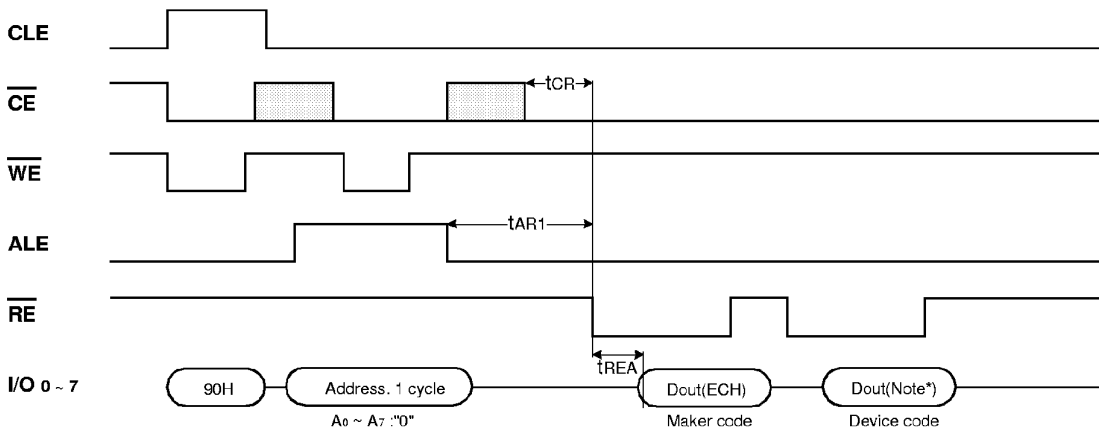 CLE
CE
tCR
WE
ALE
tAR1
RE
tREA
I/O 0 ~ 7
90H
Address. 1 cycle
Dout(ECH)
Dout(Note*)
A0 ~ A7 :"0"
Maker code
Device code